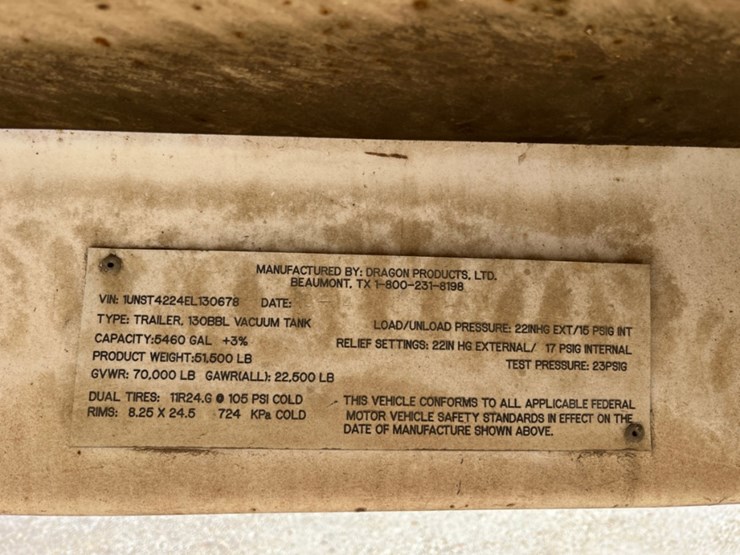 MANUFACTURED BY: DRAGON PRODUCTS, LTD.
BEAUMONT, TX 1-800-231-8198
VIN: 1UNST4224EL130678 DATE:
TYPE: TRAILER, 130BBL VACUUM TANK
CAPACITY:5460 GAL +3%
PRODUCT WEIGHT:51,500 LB
GVWR: 70,000 LB GAWR(ALL): 22,500 LB
DUAL TIRES: 11R24.G @ 105 PSI COLD
RIMS: 8.25 X 24.5 724 KPa COLD
LOAD/UNLOAD PRESSURE: 22INHG EXT/15 PSIG INT
RELIEF SETTINGS: 22IN HG EXTERNAL/ 17 PSIG INTERNAL
TEST PRESSURE: 23PSIG
THIS VEHICLE CONFORMS TO ALL APPLICABLE FEDERAL
MOTOR VEHICLE SAFETY STANDARDS IN EFFECT ON THE
DATE OF MANUFACTURE SHOWN ABOVE.